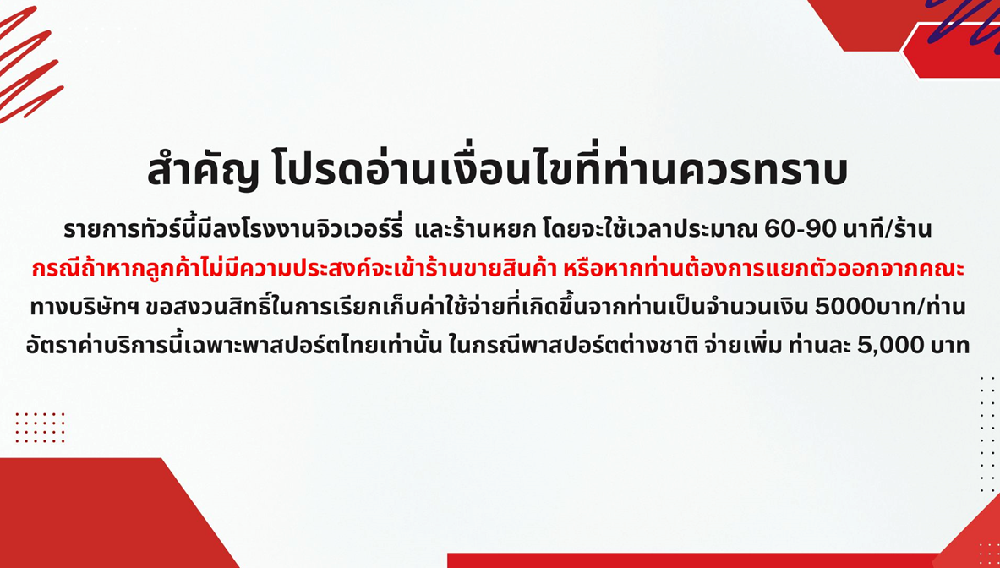 สำคัญ โปรดอ่านเงื่อนไขที่ท่านควรทราบ
รายการทัวร์นี้มีลงโรงงานจิวเวอร์รี่ และร้านหยก โดยจะใช้เวลาประมาณ 60-90 นาที/ร้าน
กรณีถ้าหากลูกค้าไม่มีความประสงค์จะเข้าร้านขายสินค้า หรือหากท่านต้องการแยกตัวออกจากคณะ
ทางบริษัทฯ ขอสงวนสิทธิ์ในการเรียกเก็บค่าใช้จ่ายที่เกิดขึ้นจากท่านเป็นจำนวนเงิน 5000บาท/ท่าน
อัตราค่าบริการนี้เฉพาะพาสปอร์ตไทยเท่านั้น ในกรณีพาสปอร์ตต่างชาติ จ่ายเพิ่ม ท่านละ 5,000 บาท